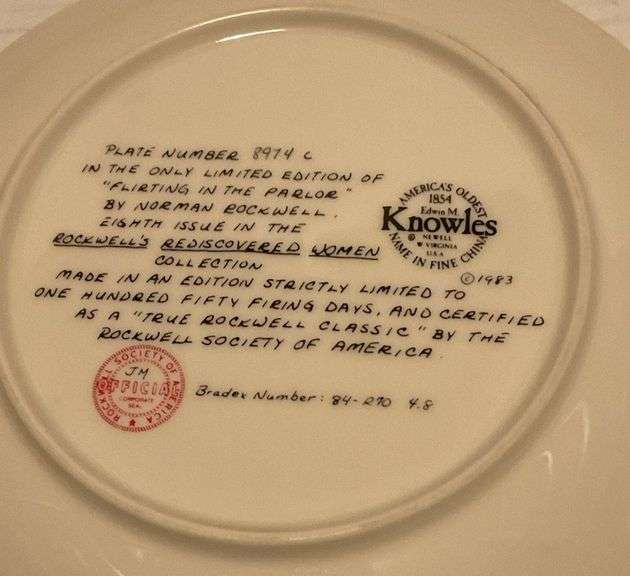 PLATE NUMBER 8974 C
IN THE ONLY LIMITED EDITION OF
"FLIRTING IN THE PARLOR"
BY NORMAN ROCKWELL.
EIGHTH ISSUE IN THE
ROCKWELL'S REDISCOVERED WOMEN
COLLECTION
MADE IN AN EDITION STRICTLY LIMITED TO
ONE HUNDRED FIFTY FIRING DAYS, AND CERTIFIED
AS A "TRUE ROCKWELL CLASSIC" BY THE
ROCKWELL SOCIETY OF AMERICA.
AMERICA'S OLDEST
1854
Edwin M.
Knowles
®
NEWELL
W VIRGINIA
U.S.A
NAME IN FINE CHINA
©1983
ROCKWELL SOCIETY OF AMERICA
JM
OFFICIAL
CORPORATE
SEAL
Bradex Number: 84-R70 4.8